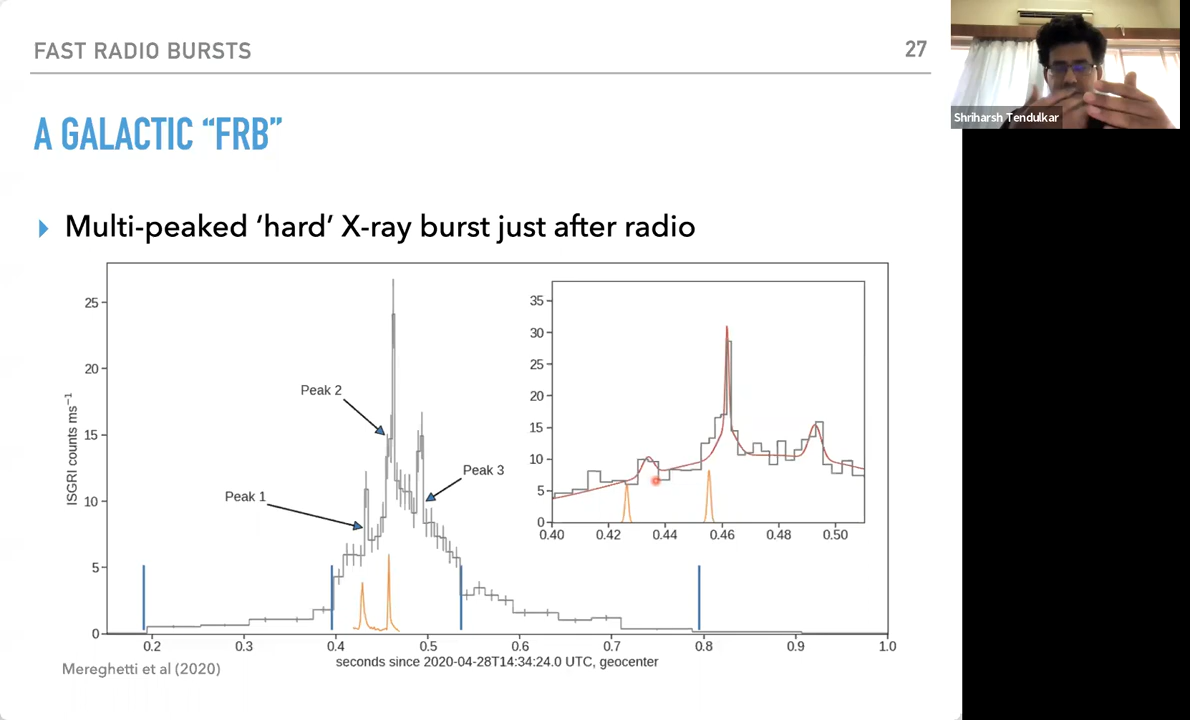 FAST RADIO BURSTS
27
Shriharsh Tendulkar
A GALACTIC “FRB”
Multi-peaked ‘hard’ X-ray burst just after radio
ISGRI counts ms⁻¹
25
20
15
10
5
0
Peak 1
Peak 2
Peak 3
35
30
25
20
15
10
5
0
0.40 0.42 0.44 0.46 0.48 0.50
0.2 0.3 0.4 0.5 0.6 0.7 0.8 0.9 1.0
seconds since 2020-04-28T14:34:24.0 UTC, geocenter
Mereghetti et al (2020)